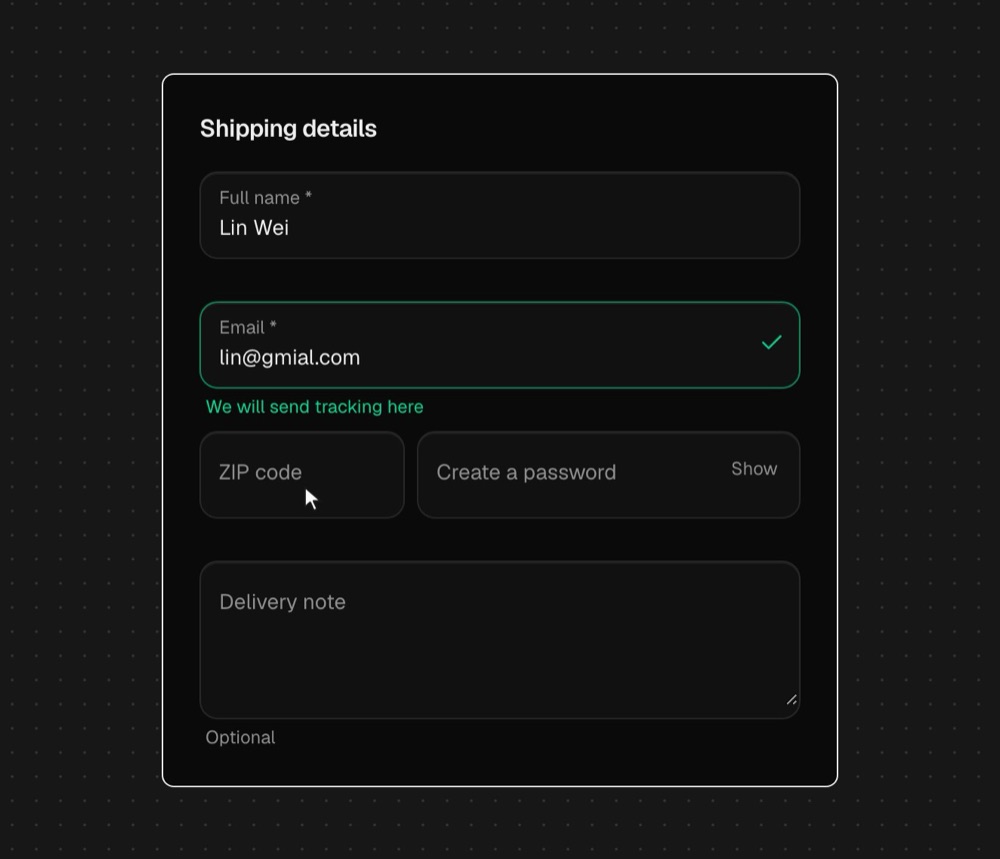 Shipping details
Full name *
Lin Wei
Email *
lin@gmial.com
We will send tracking here
ZIP code
Create a password
Show
Delivery note
Optional